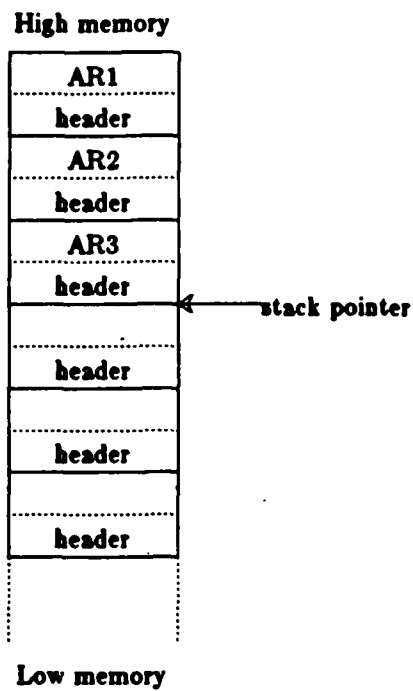 High memory
AR1
header
AR2
header
AR3
header
stack pointer
header
header
header
Low memory